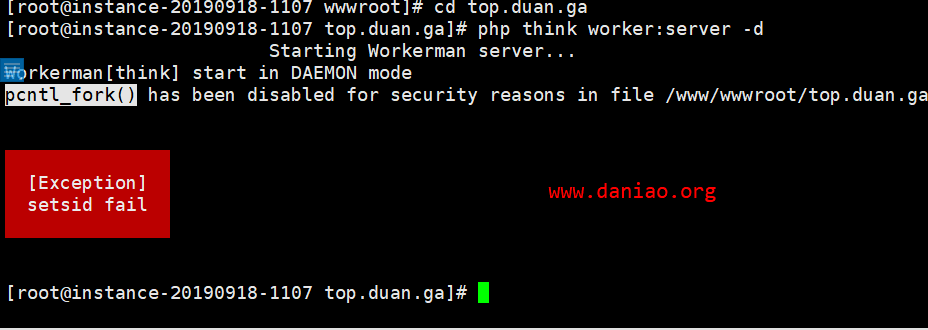 [root@instance-20190918-1107 wwwroot]# cd top.duan.ga
[root@instance-20190918-1107 top.duan.ga]# php think worker:server -d
Starting Workerman server...
Workerman[think] start in DAEMON mode
pcntl_fork() has been disabled for security reasons in file /www/wwwroot/top.duan.ga
[Exception]
setsid fail
www.daniao.org
[root@instance-20190918-1107 top.duan.ga]#